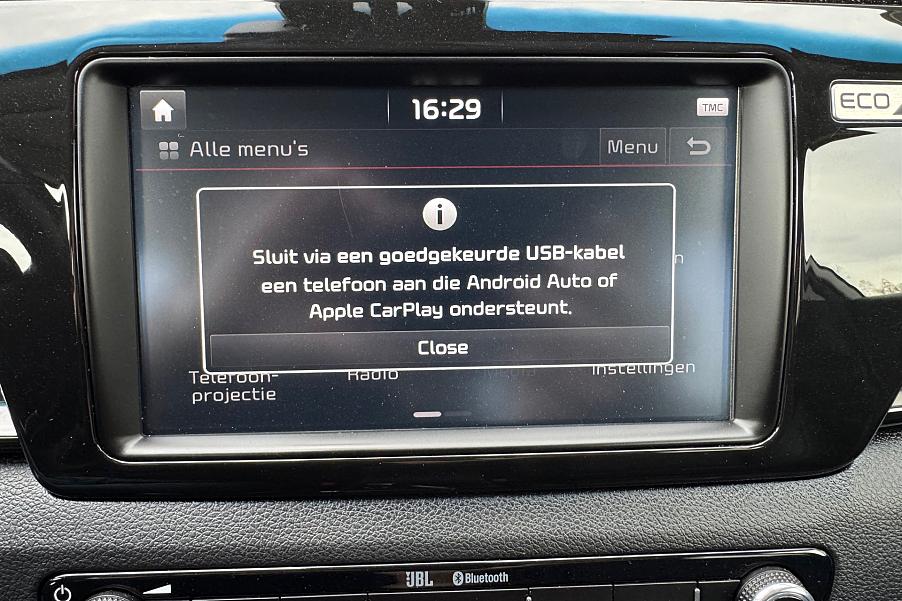 16:29
TMC
ECO
Alle menu's
Menu
i
Sluit via een goedgekeurde USB-kabel
een telefoon aan die Android Auto of
Apple CarPlay ondersteunt.
Close
Telefoon-
projectie
Radio
Instellingen
JBL
Bluetooth